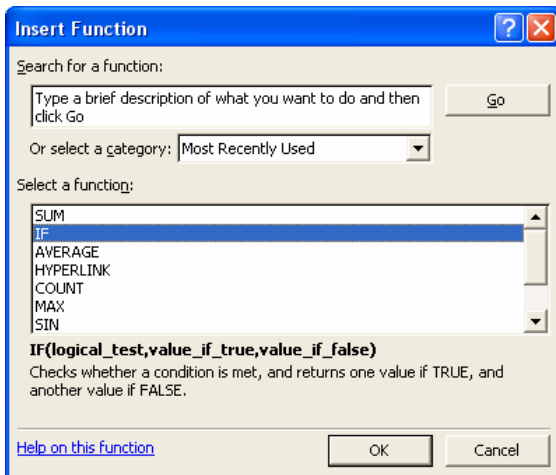 Insert Function
Search for a function:
Type a brief description of what you want to do and then
click Go
Go
Or select a category: Most Recently Used
Select a function:
SUM
IF
AVERAGE
HYPERLINK
COUNT
MAX
SIN
IF(logical_test,value_if_true,value_if_false)
Checks whether a condition is met, and returns one value if TRUE, and
another value if FALSE.
Help on this function
OK
Cancel